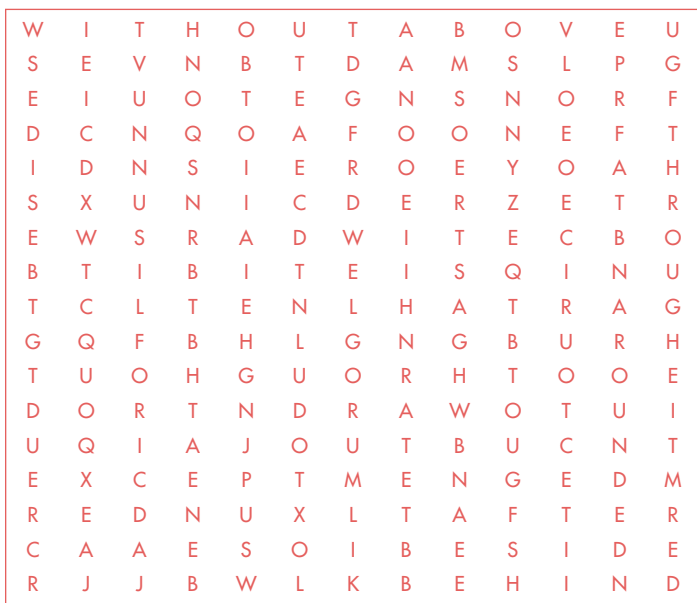 W I T H O U T A B O V E U
S E V N B T D A M S L P G
E I U O T E G N S N O R F
D C N Q O A F O O N E F T
I D N S I E R O E Y O A H
S X U N I C D E R Z E T R
E W S R A D W I T E C B O
B T I B I T E I S Q I N U
T C L T E N L H A T R A G
G Q F B H L G N G B U R H
T U O H G U O R H T O O E
D O R T N D R A W O T U I
U Q I A J O U T B U C N T
E X C E P T M E N G E D M
R E D N U X L T A F T E R
C A A E S O I B E S I D E
R J J B W L K B E H I N D